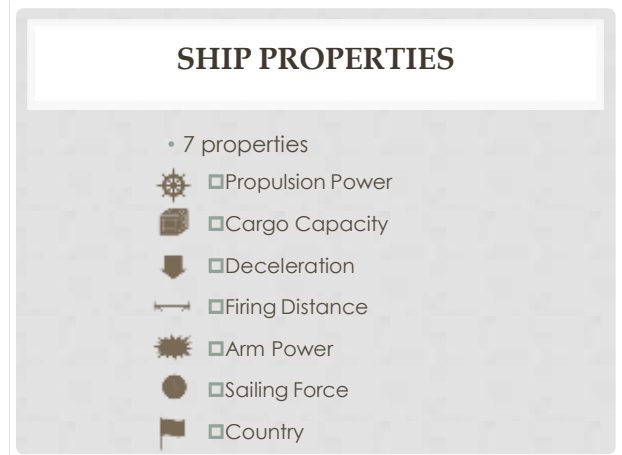 SHIP PROPERTIES
• 7 properties
Propulsion Power
Cargo Capacity
Deceleration
Firing Distance
Arm Power
Sailing Force
Country